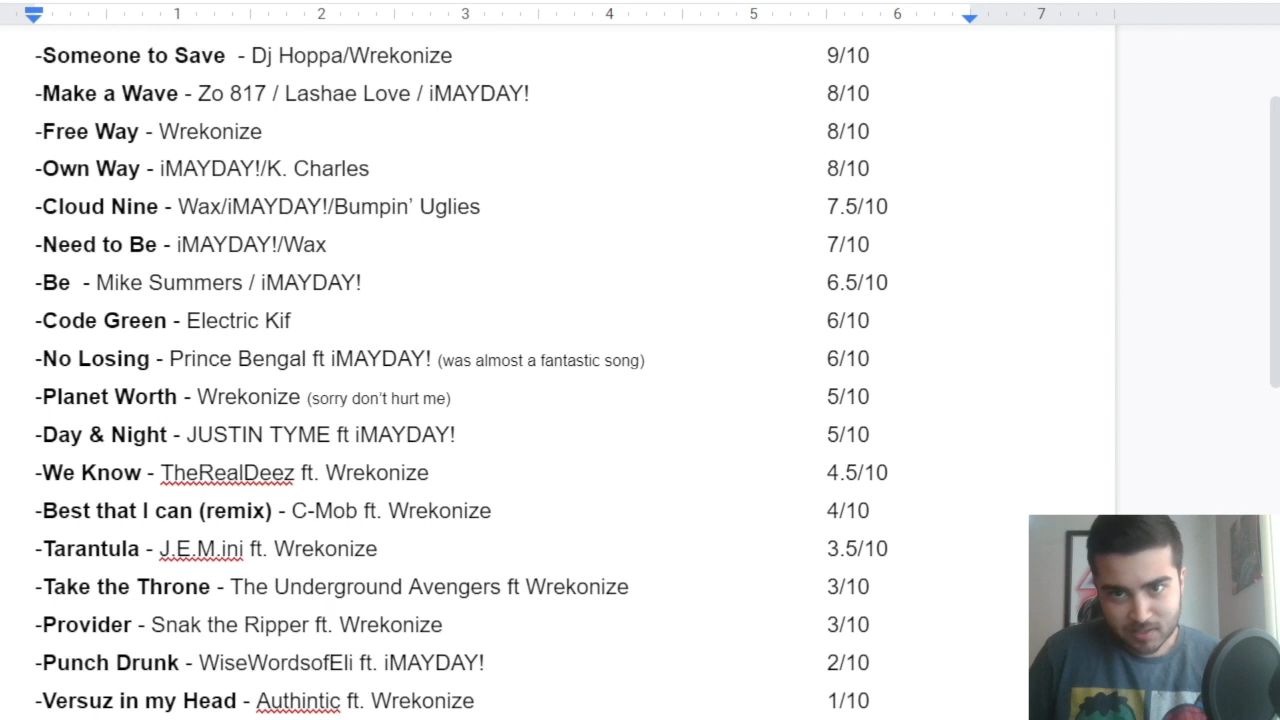 1 2 3 4 5 6 7
-Someone to Save - Dj Hoppa/Wrekonize 9/10
-Make a Wave - Zo 817 / Lashae Love / iMAYDAY! 8/10
-Free Way - Wrekonize 8/10
-Own Way - iMAYDAY!/K. Charles 8/10
-Cloud Nine - Wax/iMAYDAY!/Bumpin’ Uglies 7.5/10
-Need to Be - iMAYDAY!/Wax 7/10
-Be - Mike Summers / iMAYDAY! 6.5/10
-Code Green - Electric Kif 6/10
-No Losing - Prince Bengal ft iMAYDAY! (was almost a fantastic song) 6/10
-Planet Worth - Wrekonize (sorry don’t hurt me) 5/10
-Day & Night - JUSTIN TYME ft iMAYDAY! 5/10
-We Know - TheRealDeez ft. Wrekonize 4.5/10
-Best that I can (remix) - C-Mob ft. Wrekonize 4/10
-Tarantula - J.E.M.ini ft. Wrekonize 3.5/10
-Take the Throne - The Underground Avengers ft Wrekonize 3/10
-Provider - Snak the Ripper ft. Wrekonize 3/10
-Punch Drunk - WiseWordsofEli ft. iMAYDAY! 2/10
-Versuz in my Head - Authintic ft. Wrekonize 1/10